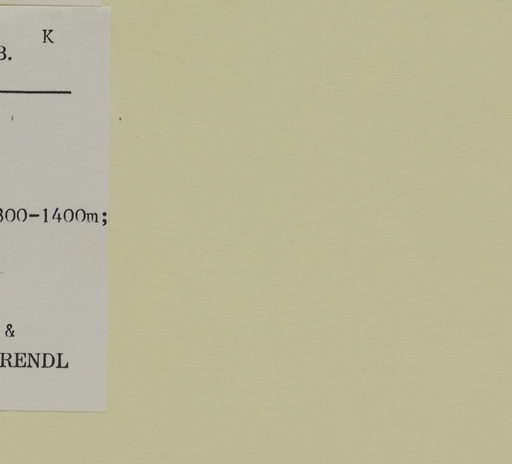 K
B.
300-1400m;
&
RENDL